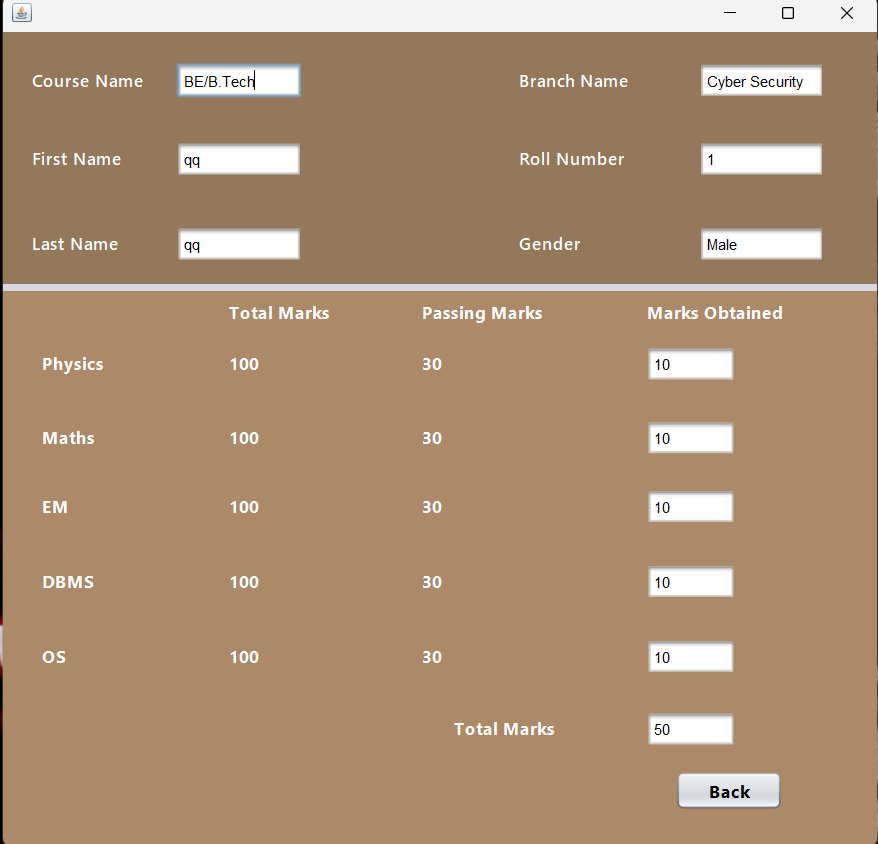 Course Name BE/B.Tech Branch Name Cyber Security
First Name qq Roll Number 1
Last Name qq Gender Male
Total Marks Passing Marks Marks Obtained
Physics 100 30 10
Maths 100 30 10
EM 100 30 10
DBMS 100 30 10
OS 100 30 10
Total Marks 50
Back